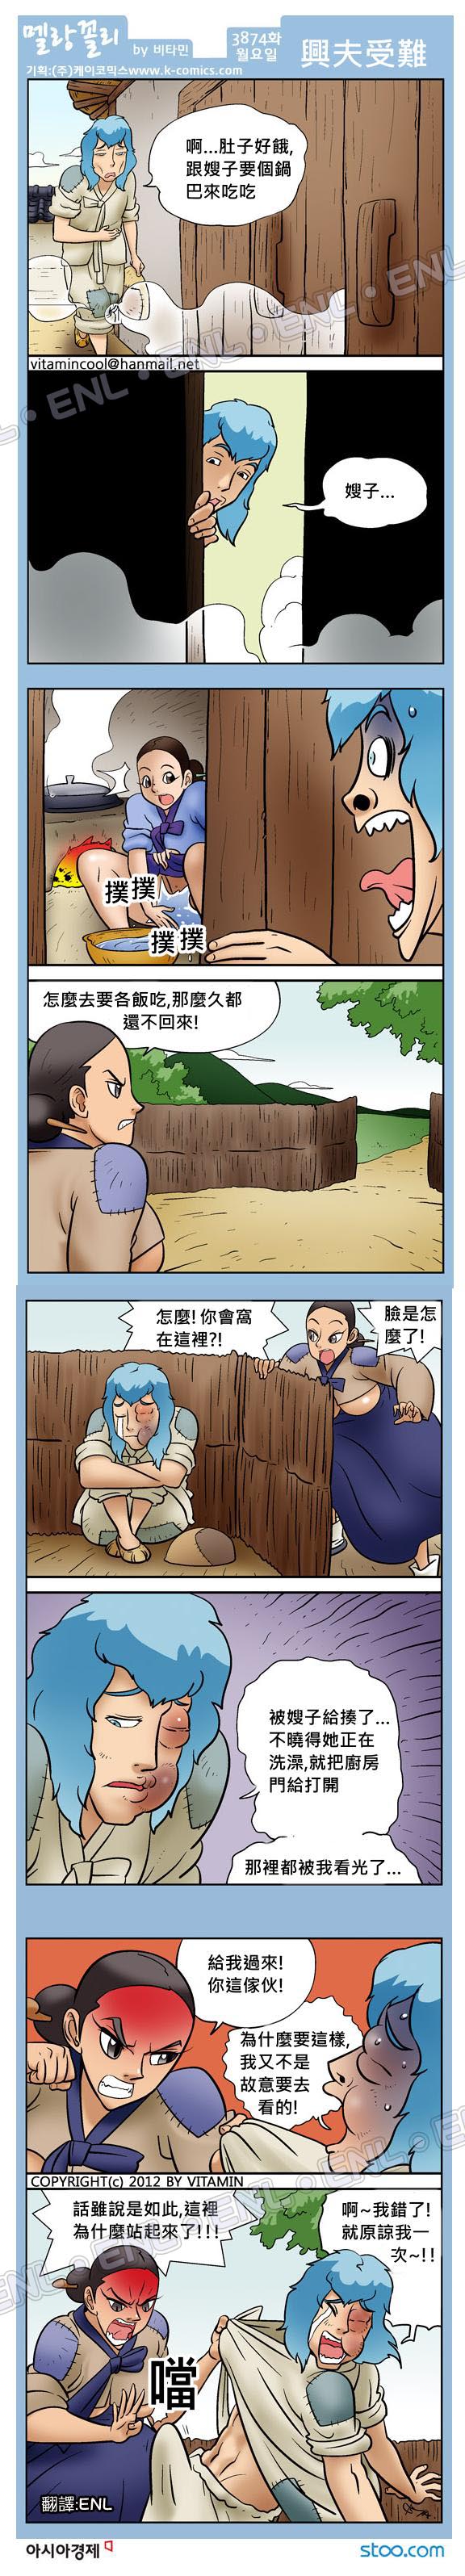 멜랑꼴리
by 비타민
3874화
월요일
興夫受難
기획:(주)케이코믹스www.k-comics.com
啊...肚子好餓,
跟嫂子要個鍋
巴來吃吃
vitamincool@hanmail.net
嫂子...
撲撲
撲撲
怎麼去要各飯吃,那麼久都
還不回來!
怎麼!你會窩
在這裡?!
臉是怎
麼了!
被嫂子給揍了...
不曉得她正在
洗澡,就把廚房
門給打開
那裡都被我看光了...
給我過來!
你這傢伙!
為什麼要這樣,
我又不是
故意要去
看的!
COPYRIGHT(c) 2012 BY VITAMIN
話雖說是如此,這裡
為什麼站起來了!!!
啊~我錯了!
就原諒我一
次~!!
噹
翻譯:ENL
아시아경제
stoo.com
ENL • ENL • ENL • ENL
ENL • ENL • ENL • ENL